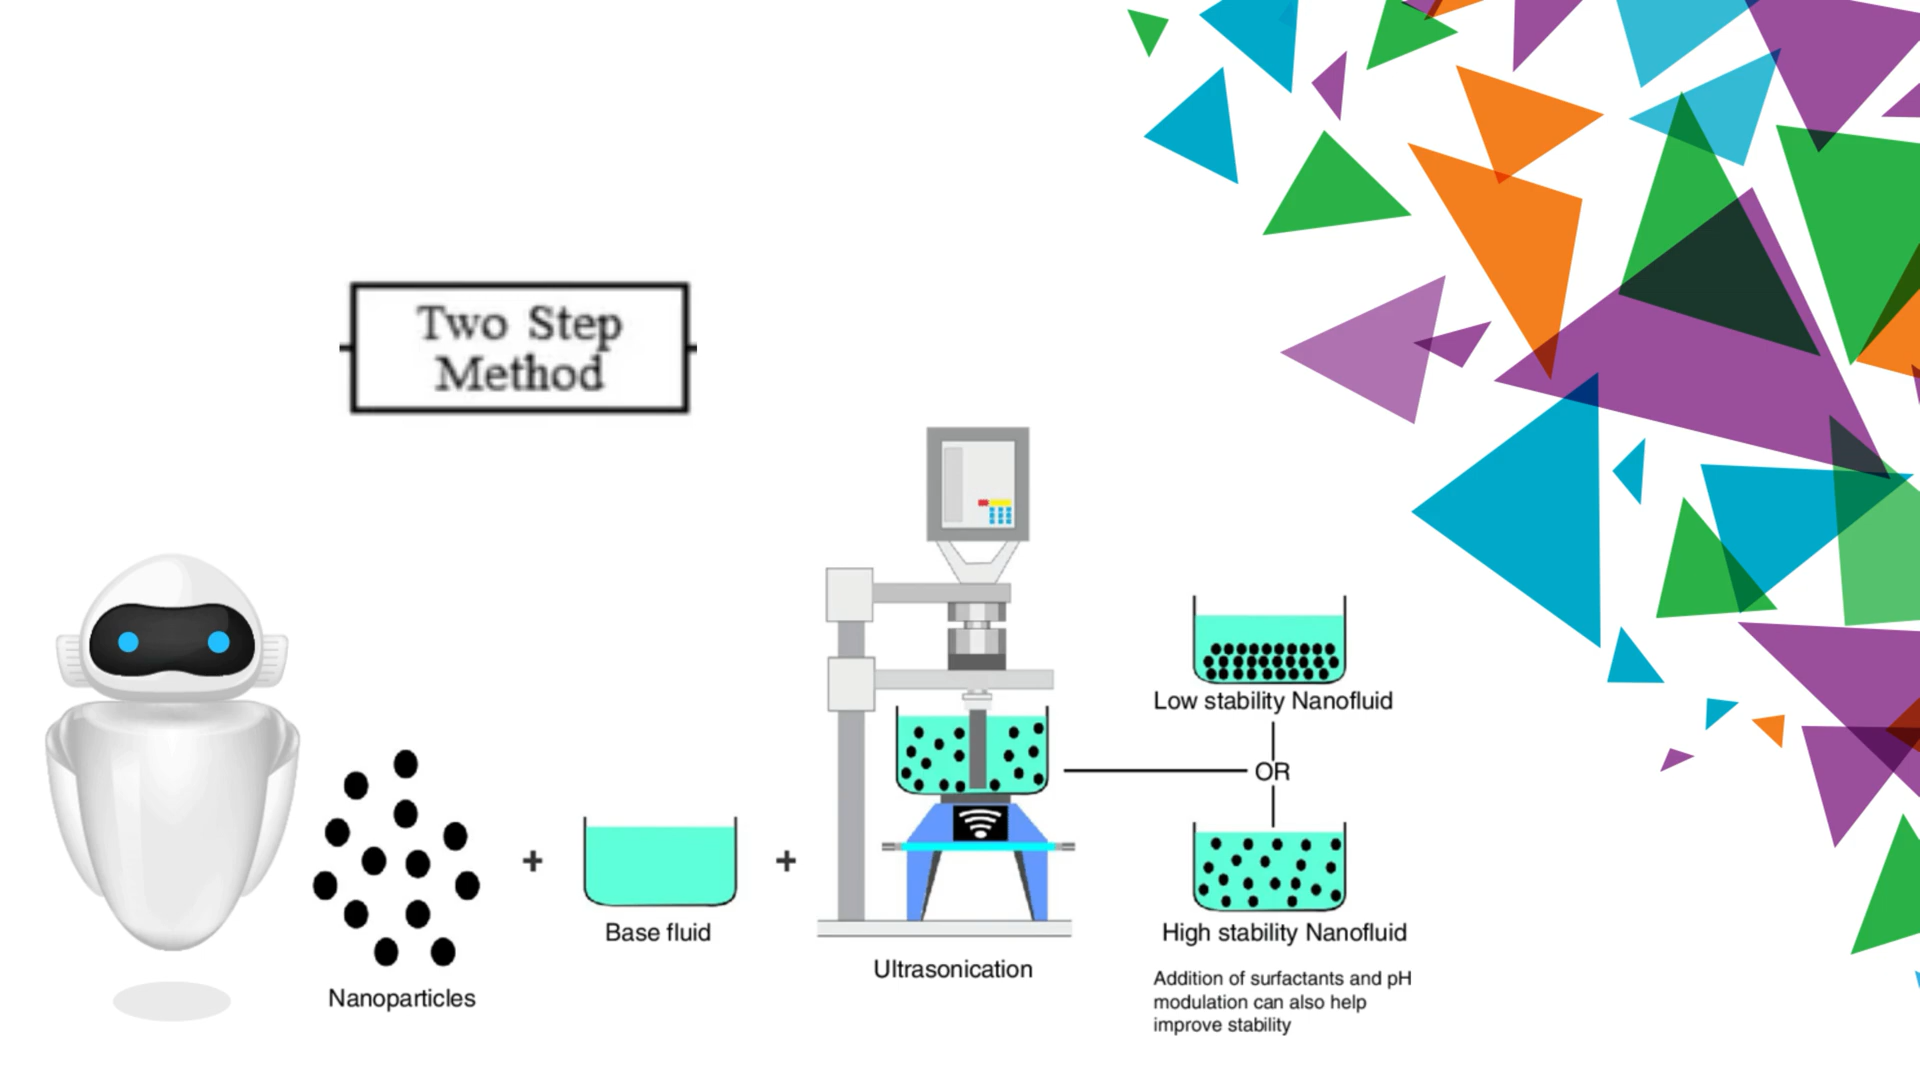 Two Step
Method
Low stability Nanofluid
+
+
OR
Base fluid
High stability Nanofluid
Ultrasonication
Addition of surfactants and pH
modulation can also help
improve stability
Nanoparticles